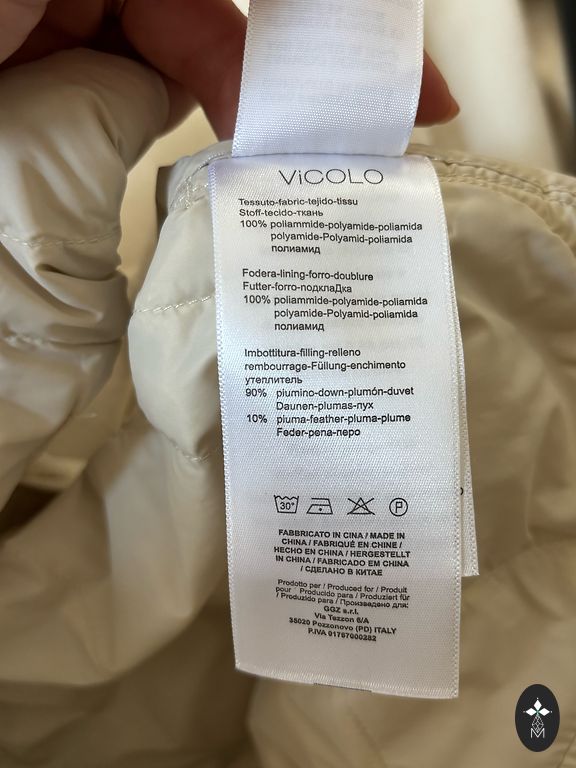 ViCOLO
Tessuto-fabric-tejido-tissu
Stoff-tecido-ткань
100% poliammide-polyamide-poliamida
polyamide-Polyamid-poliamida
полиамид
Fodera-lining-forro-doublure
Futter-forro-подклаДка
100% poliammide-polyamide-poliamida
polyamide-Polyamid-poliamida
полиамид
Imbottitura-filling-relleno
rembourrage-Füllung-enchimento
утеплитель
90% piumino-down-plumón-duvet
Daunen-plumas-пух
10% piuma-feather-pluma-plume
Feder-pena-перо
30°
P
FABBRICATO IN CINA / MADE IN
CHINA / FABRIQUÉ EN CHINE /
HECHO EN CHINA / HERGESTELLT
IN CHINA / FABRICADO EM CHINA
/ СДЕЛАНО В КИТАЕ
Prodotto per / Produced for / Produit
pour / Producido para / Produziert für
/ Produzido para / Произведено для:
GGZ s.r.l.
Via Tezzon 6/A
35020 Pozzonovo (PD) ITALY
P.IVA 01767000282
M